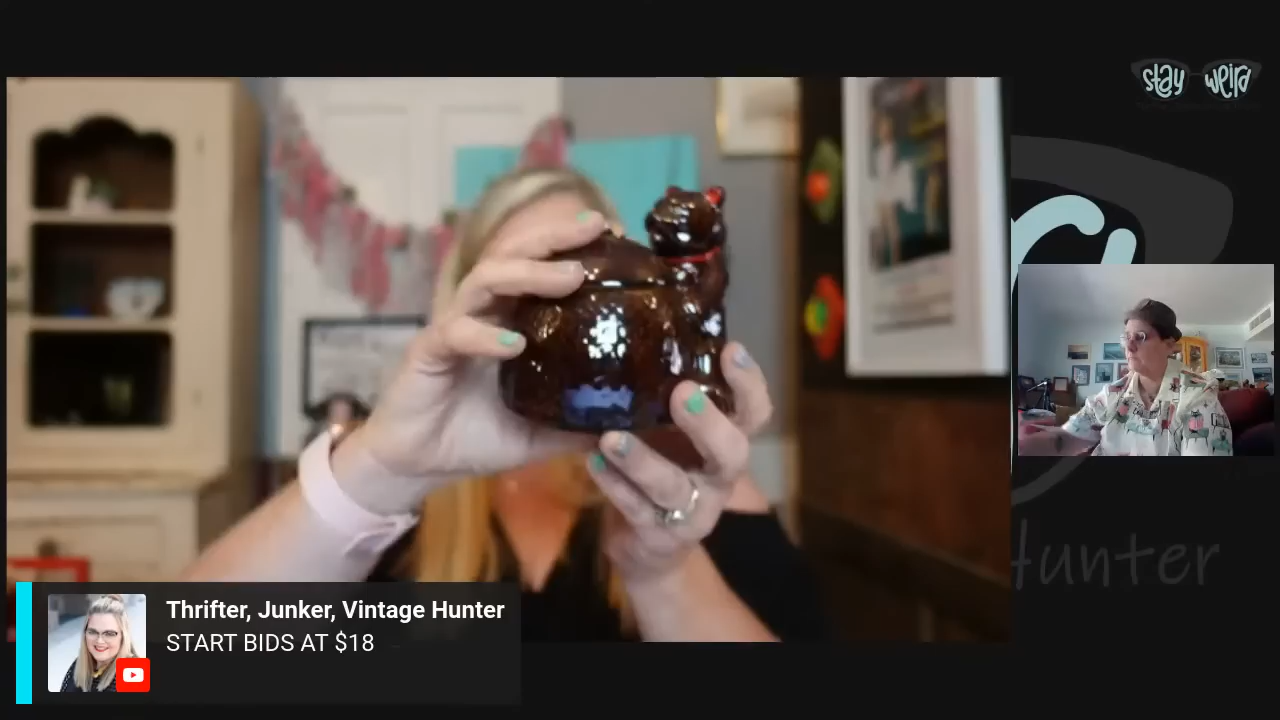 stay weird
Hunter
Thrifter, Junker, Vintage Hunter
START BIDS AT $18